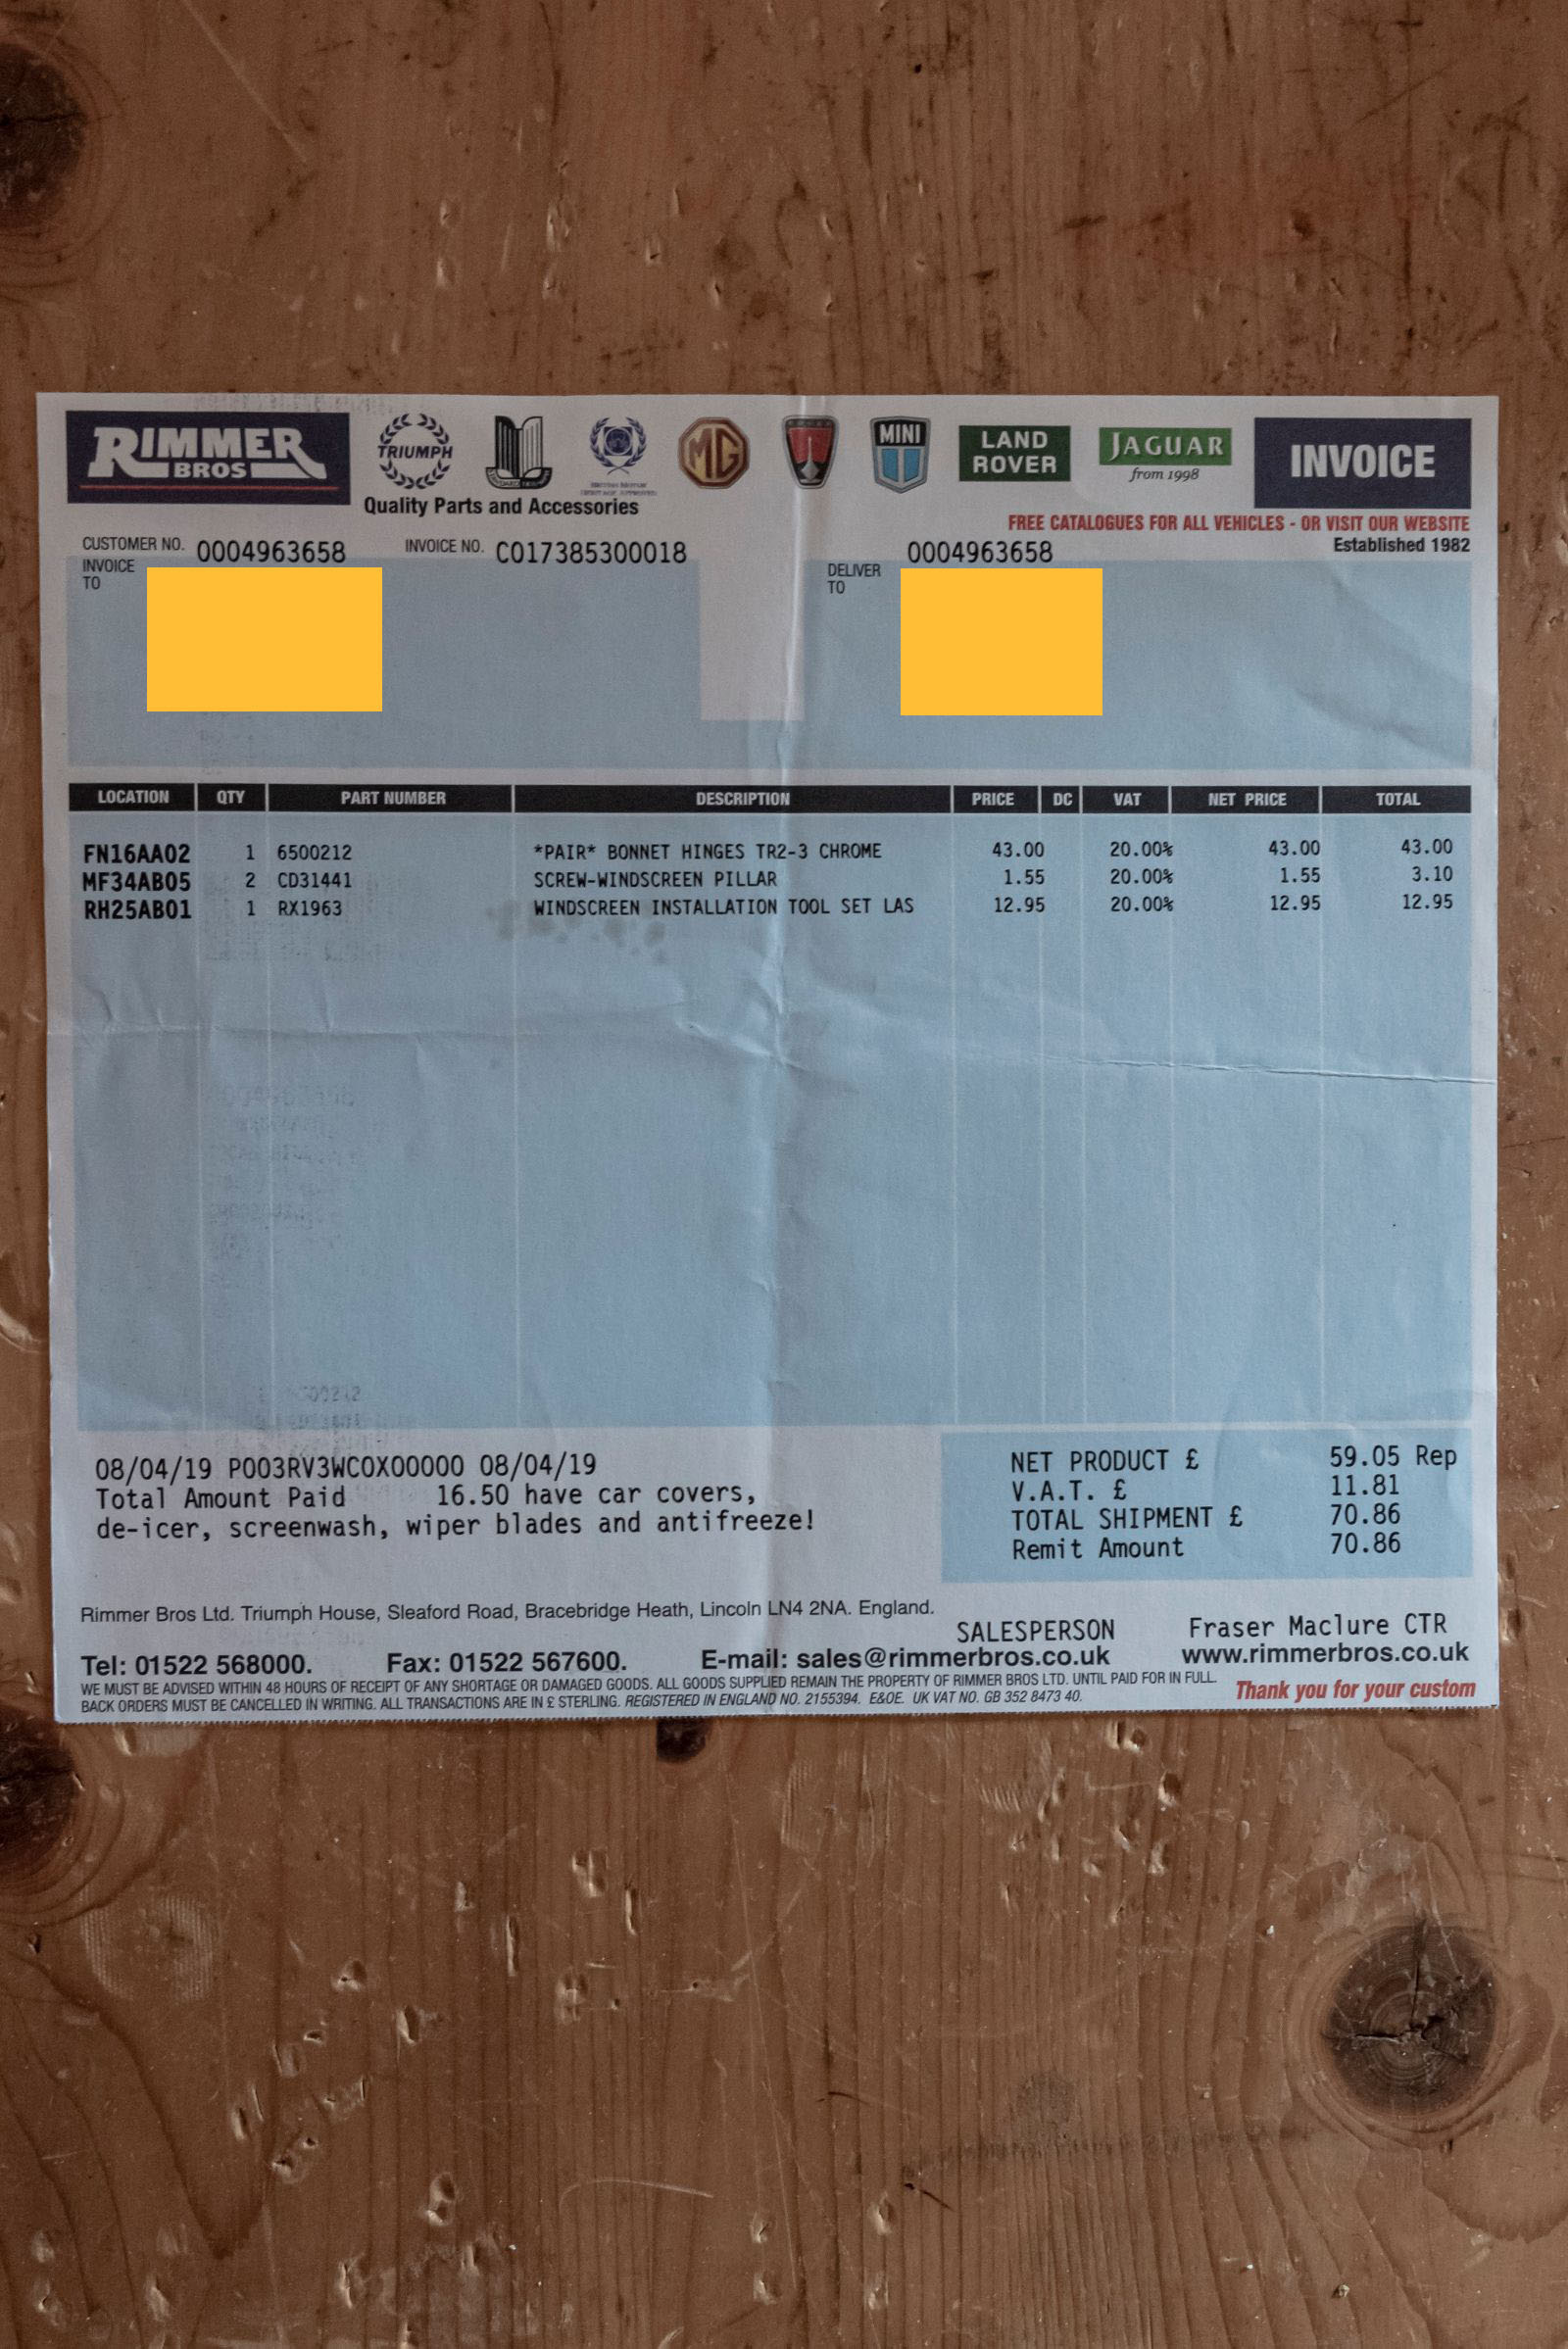 RIMMER BROS
TRIUMPH
MG
MINI
LAND ROVER
JAGUAR
from 1998
INVOICE
Quality Parts and Accessories
FREE CATALOGUES FOR ALL VEHICLES - OR VISIT OUR WEBSITE
Established 1982
CUSTOMER NO. 0004963658 INVOICE NO. C017385300018 0004963658
INVOICE TO
DELIVER TO
LOCATION QTY PART NUMBER DESCRIPTION PRICE DC VAT NET PRICE TOTAL
FN16AA02 1 6500212 *PAIR* BONNET HINGES TR2-3 CHROME 43.00 20.00% 43.00 43.00
MF34AB05 2 CD31441 SCREW-WINDSCREEN PILLAR 1.55 20.00% 1.55 3.10
RH25AB01 1 RX1963 WINDSCREEN INSTALLATION TOOL SET LAS 12.95 20.00% 12.95 12.95
08/04/19 P003RV3WC0X00000 08/04/19
Total Amount Paid 16.50 have car covers,
de-icer, screenwash, wiper blades and antifreeze!
NET PRODUCT £ 59.05 Rep
V.A.T. £ 11.81
TOTAL SHIPMENT £ 70.86
Remit Amount 70.86
Rimmer Bros Ltd. Triumph House, Sleaford Road, Bracebridge Heath, Lincoln LN4 2NA. England.
SALESPERSON Fraser Maclure CTR
Tel: 01522 568000. Fax: 01522 567600. E-mail: sales@rimmerbros.co.uk www.rimmerbros.co.uk
WE MUST BE ADVISED WITHIN 48 HOURS OF RECEIPT OF ANY SHORTAGE OR DAMAGED GOODS. ALL GOODS SUPPLIED REMAIN THE PROPERTY OF RIMMER BROS LTD. UNTIL PAID FOR IN FULL.
BACK ORDERS MUST BE CANCELLED IN WRITING. ALL TRANSACTIONS ARE IN £ STERLING. REGISTERED IN ENGLAND NO. 2155394. E&OE. UK VAT NO. GB 352 8473 40.
Thank you for your custom